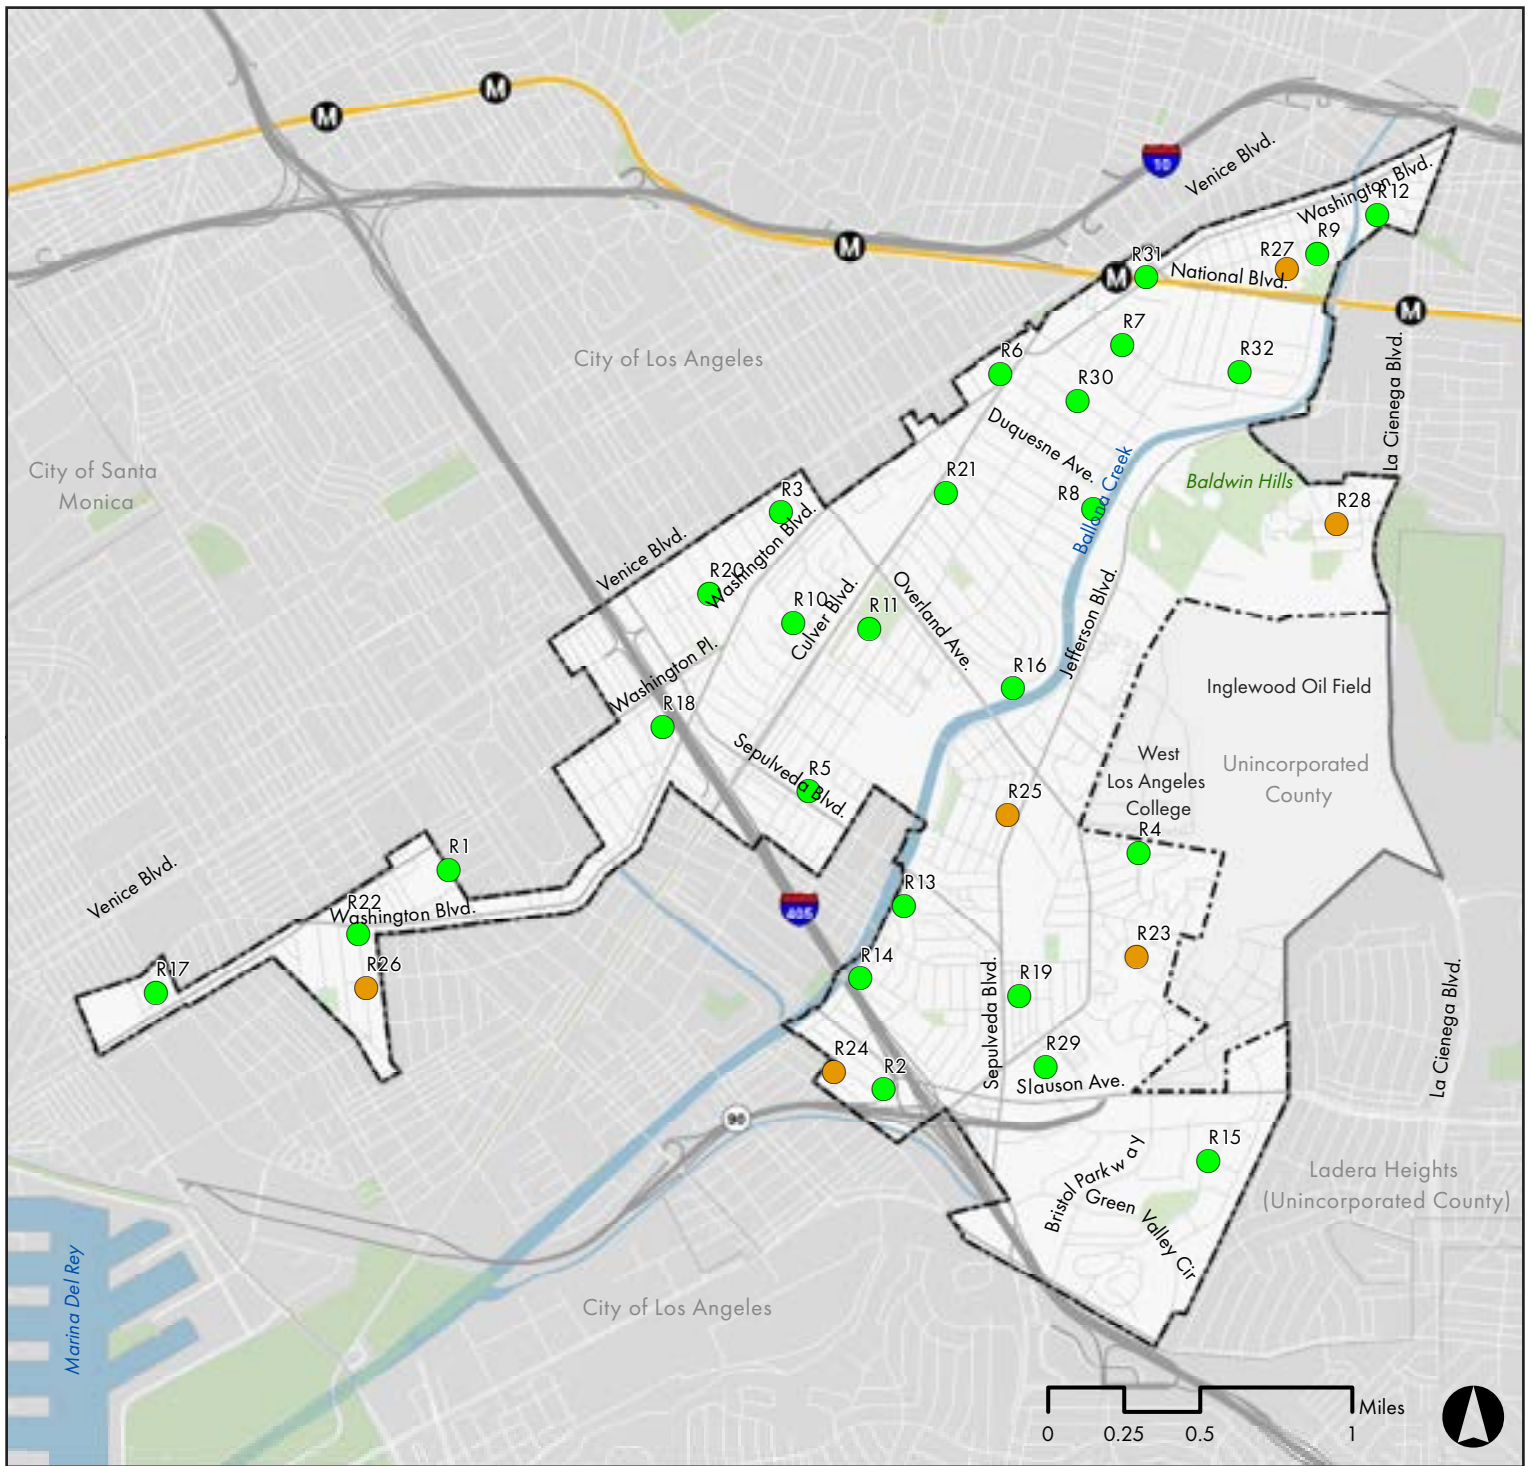 M
M
10
Venice Blvd.
Washington Blvd.
R12
R9
R27
M
R31
M
National Blvd.
M
R7
R6
R32
City of Los Angeles
R30
La Cienega Blvd.
Duquesne Ave.
City of Santa
Monica
R21
R8
Ballona Creek
Baldwin Hills
R3
R28
Venice Blvd.
Washington Blvd.
R20
R10
Culver Blvd.
R11
Overland Ave.
Jefferson Blvd.
Washington Pl.
R16
Inglewood Oil Field
R18
Sepulveda Blvd.
R5
West
Los Angeles
College
Unincorporated
County
R25
R4
R1
Venice Blvd.
R22
Washington Blvd.
R13
405
R17
R26
R14
R23
R19
Sepulveda Blvd.
La Cienega Blvd.
R24
R2
R29
Slauson Ave.
90
R15
Bristol Parkway
Green Valley Cir
Ladera Heights
(Unincorporated County)
Marina Del Rey
City of Los Angeles
Miles
0 0.25 0.5 1